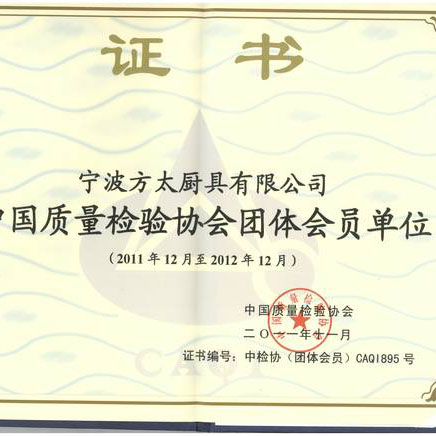 证书
宁波方太厨具有限公司
中国质量检验协会团体会员单位
(2011年12月至2012年12月)
中国质量检验协会
二〇一一年十一月
证书编号：中检协（团体会员）CAQI895号
CAQI